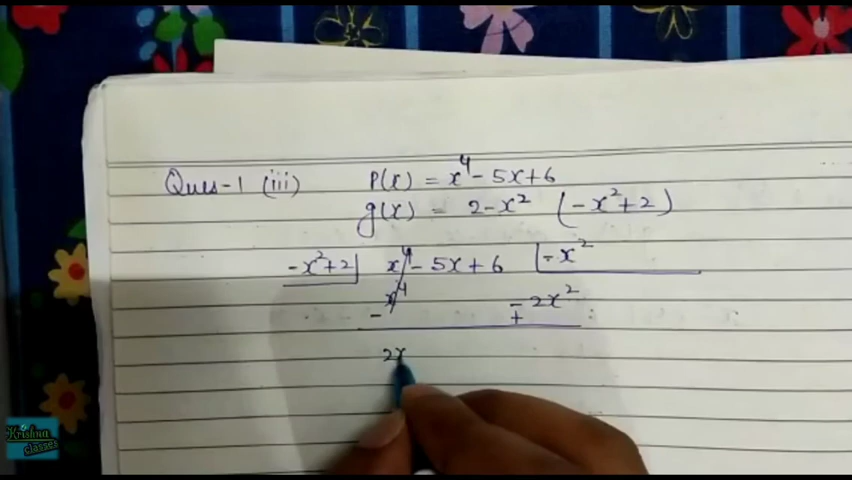 Ques-1 (iii) P(x) = x⁴ - 5x + 6
g(x) = 2 - x² (-x² + 2)
-x² + 2 x⁴ - 5x + 6 -x²
- x⁴ ∓ 2x²
2x
Krishna
classes